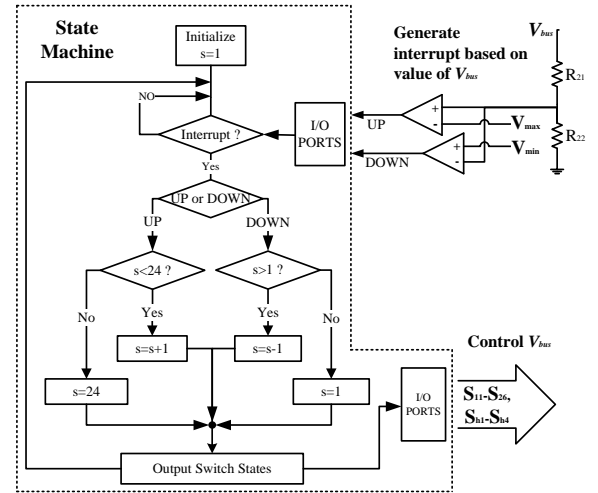 State
Machine
Initialize
s=1
Generate
interrupt based on
value of Vbus
Vbus
R21
R22
+
-
Vmax
+
-
Vmin
UP
DOWN
I/O
PORTS
NO
Interrupt ?
Yes
UP or DOWN
UP
DOWN
s<24 ?
s>1 ?
No
Yes
Yes
No
s=s+1
s=s-1
s=24
s=1
Output Switch States
I/O
PORTS
Control Vbus
S11-S26,
Sh1-Sh4